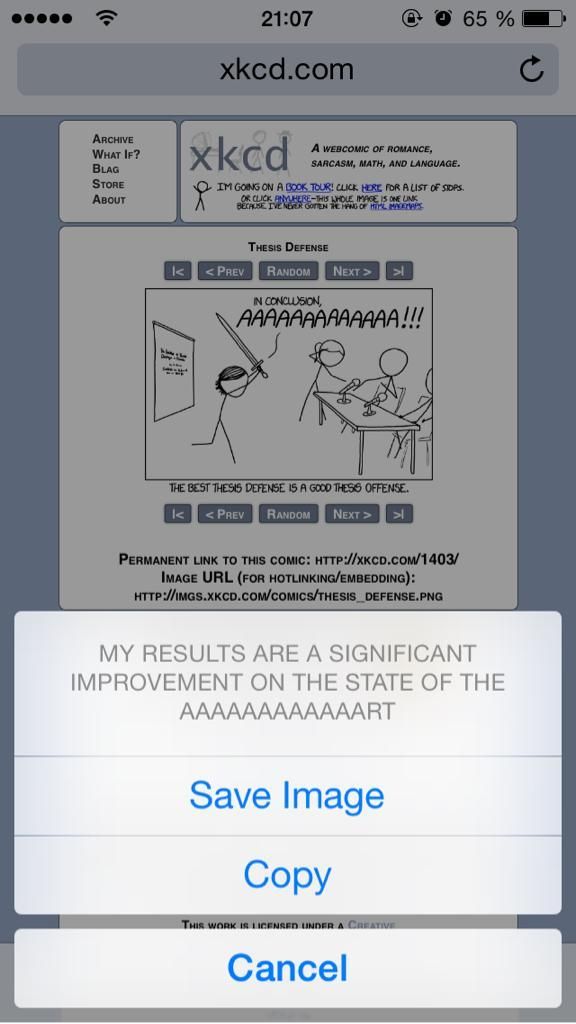 21:07 65 %
xkcd.com
ARCHIVE
WHAT IF?
BLAG
STORE
ABOUT
xkcd
A WEBCOMIC OF ROMANCE,
SARCASM, MATH, AND LANGUAGE.
I'M GOING ON A BOOK TOUR! CLICK HERE FOR A LIST OF STOPS.
OR CLICK ANYWHERE—THIS WHOLE IMAGE IS ONE LINK
BECAUSE I'VE NEVER GOTTEN THE HANG OF HTML IMAGEMAPS.
THESIS DEFENSE
|< < PREV RANDOM NEXT > >|
IN CONCLUSION,
AAAAAAAAAAAAA!!!
THE BEST THESIS DEFENSE IS A GOOD THESIS OFFENSE.
|< < PREV RANDOM NEXT > >|
PERMANENT LINK TO THIS COMIC: HTTP://XKCD.COM/1403/
IMAGE URL (FOR HOTLINKING/EMBEDDING):
HTTP://IMGS.XKCD.COM/COMICS/THESIS_DEFENSE.PNG
MY RESULTS ARE A SIGNIFICANT
IMPROVEMENT ON THE STATE OF THE
AAAAAAAAAAAART
Save Image
Copy
THIS WORK IS LICENSED UNDER A CREATIVE
Cancel